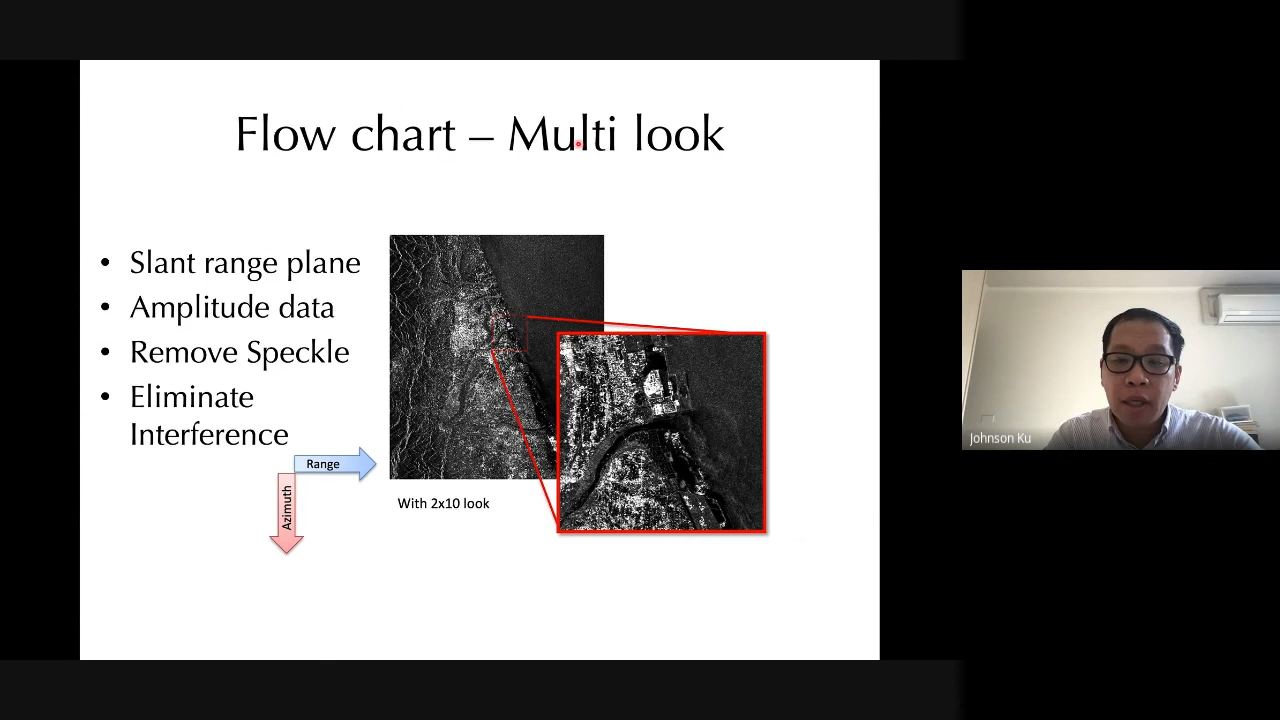 Flow chart – Multi look
• Slant range plane
• Amplitude data
• Remove Speckle
• Eliminate
Interference
Range
Azimuth
With 2x10 look
Johnson Ku